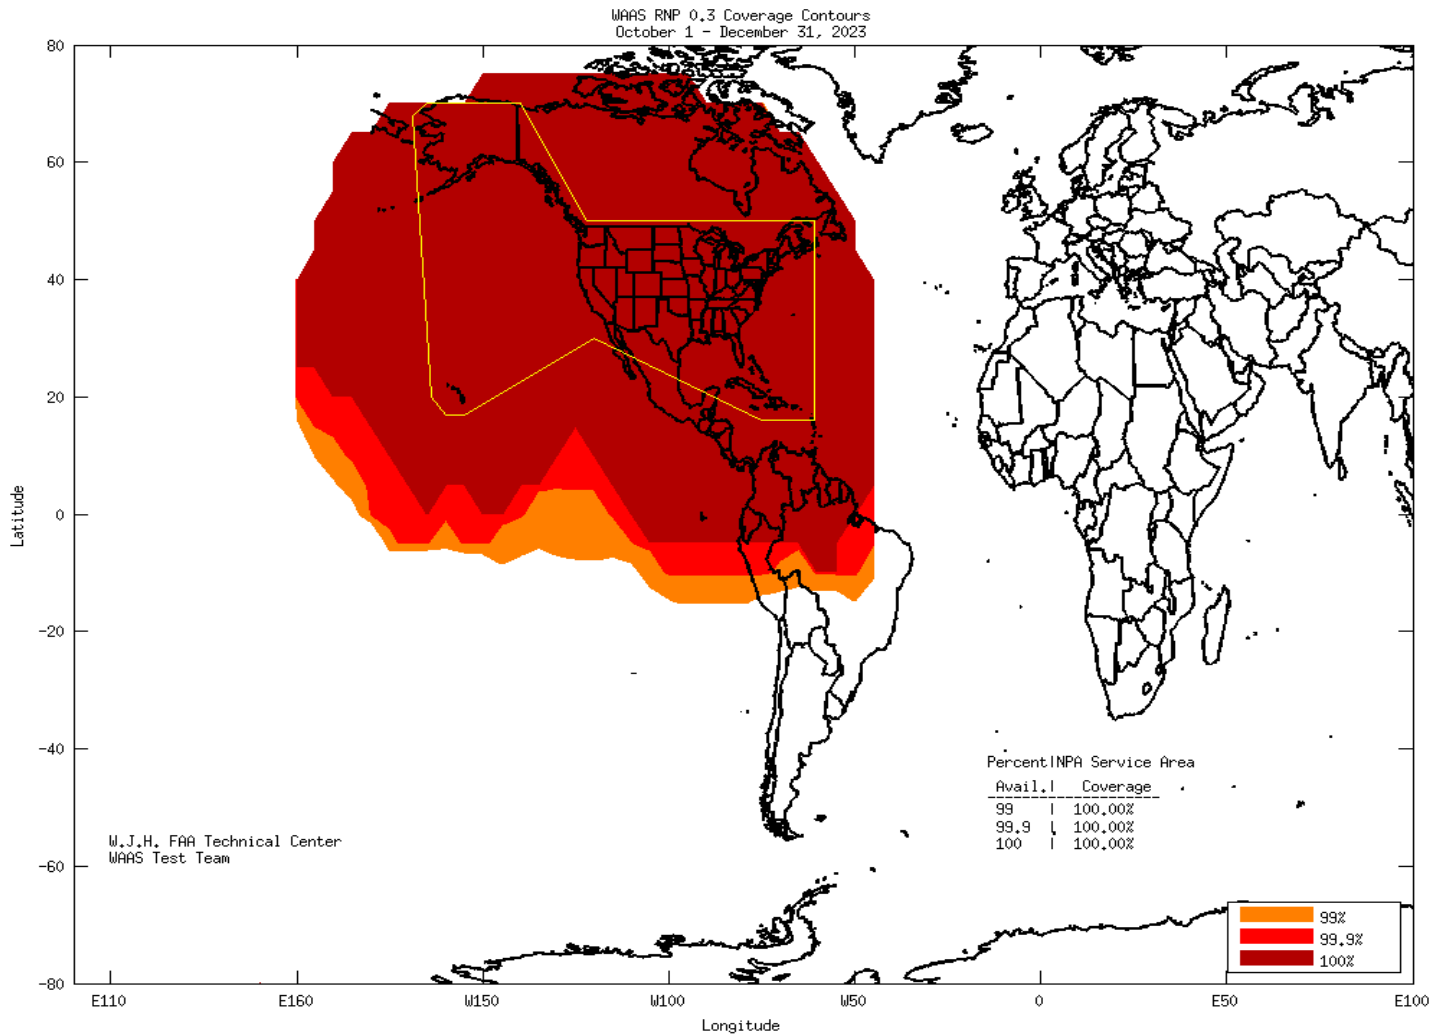 WAAS RNP 0.3 Coverage Contours
October 1 - December 31, 2023
80
60
40
20
0
-20
-40
-60
-80
Latitude
E110
E160
W150
W100
W50
0
E50
E100
Longitude
W.J.H. FAA Technical Center
WAAS Test Team
Percent|NPA Service Area
Avail.| Coverage
99 | 100.00%
99.9 | 100.00%
100 | 100.00%
99%
99.9%
100%